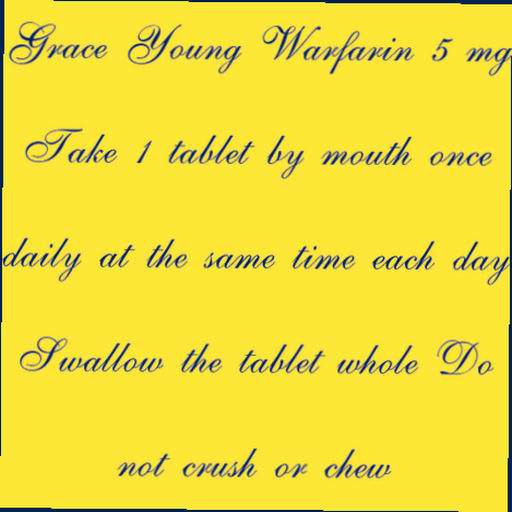 Grace Young Warfarin 5 mg
Take 1 tablet by mouth once
daily at the same time each day
Swallow the tablet whole Do
not crush or chew